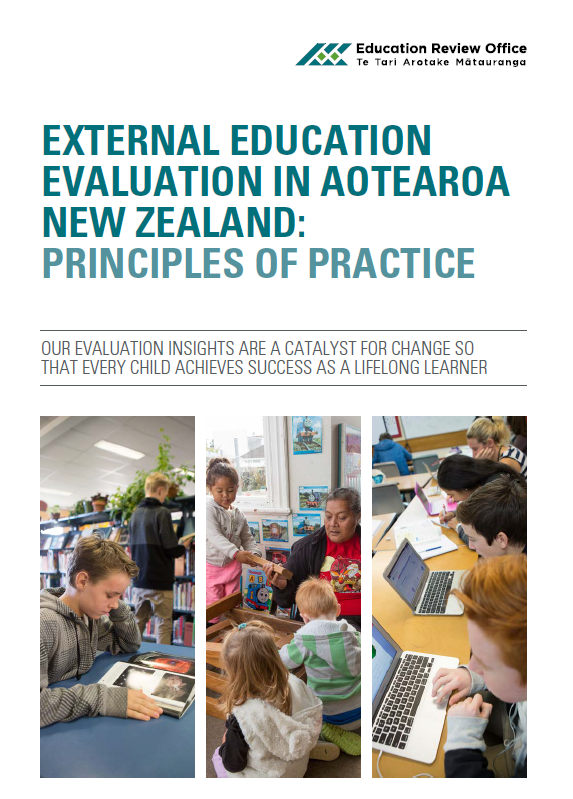 Education Review Office
Te Tari Arotake Mātauranga
EXTERNAL EDUCATION
EVALUATION IN AOTEAROA
NEW ZEALAND:
PRINCIPLES OF PRACTICE
OUR EVALUATION INSIGHTS ARE A CATALYST FOR CHANGE SO
THAT EVERY CHILD ACHIEVES SUCCESS AS A LIFELONG LEARNER